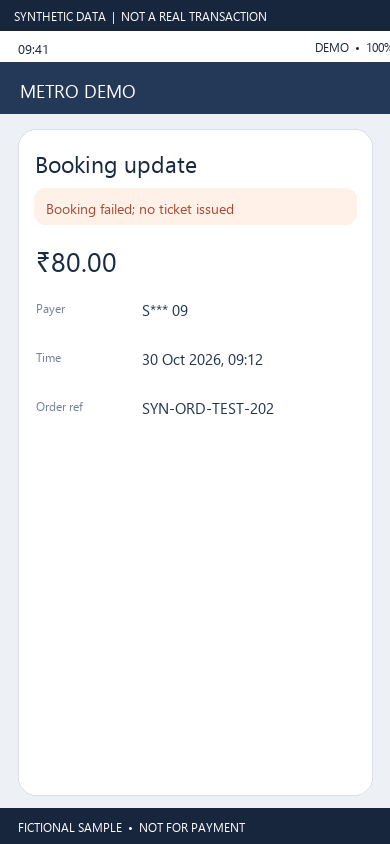 SYNTHETIC DATA | NOT A REAL TRANSACTION
09:41 DEMO • 100%
METRO DEMO
Booking update
Booking failed; no ticket issued
₹80.00
Payer S*** 09
Time 30 Oct 2026, 09:12
Order ref SYN-ORD-TEST-202
FICTIONAL SAMPLE • NOT FOR PAYMENT